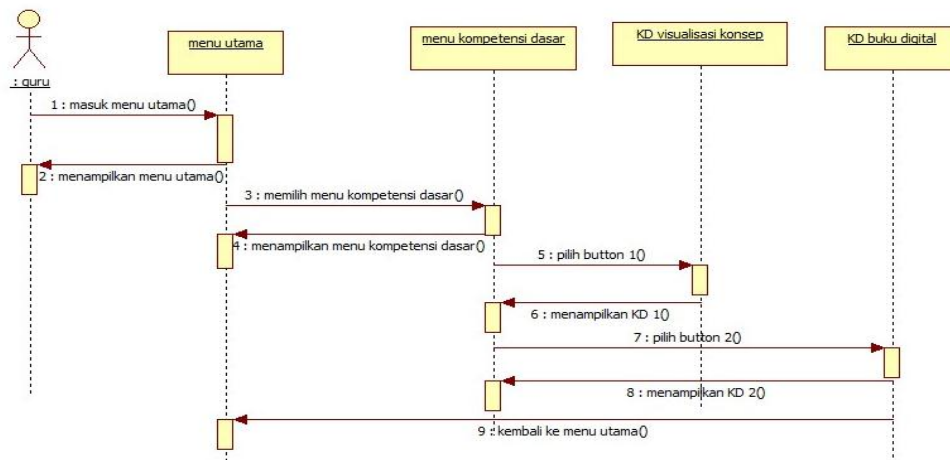 : guru
menu utama
menu kompetensi dasar
KD visualisasi konsep
KD buku digital
1 : masuk menu utama()
2 : menampilkan menu utama()
3 : memilih menu kompetensi dasar()
4 : menampilkan menu kompetensi dasar()
5 : pilih button 1()
6 : menampilkan KD 1()
7 : pilih button 2()
8 : menampilkan KD 2()
9 : kembali ke menu utama()